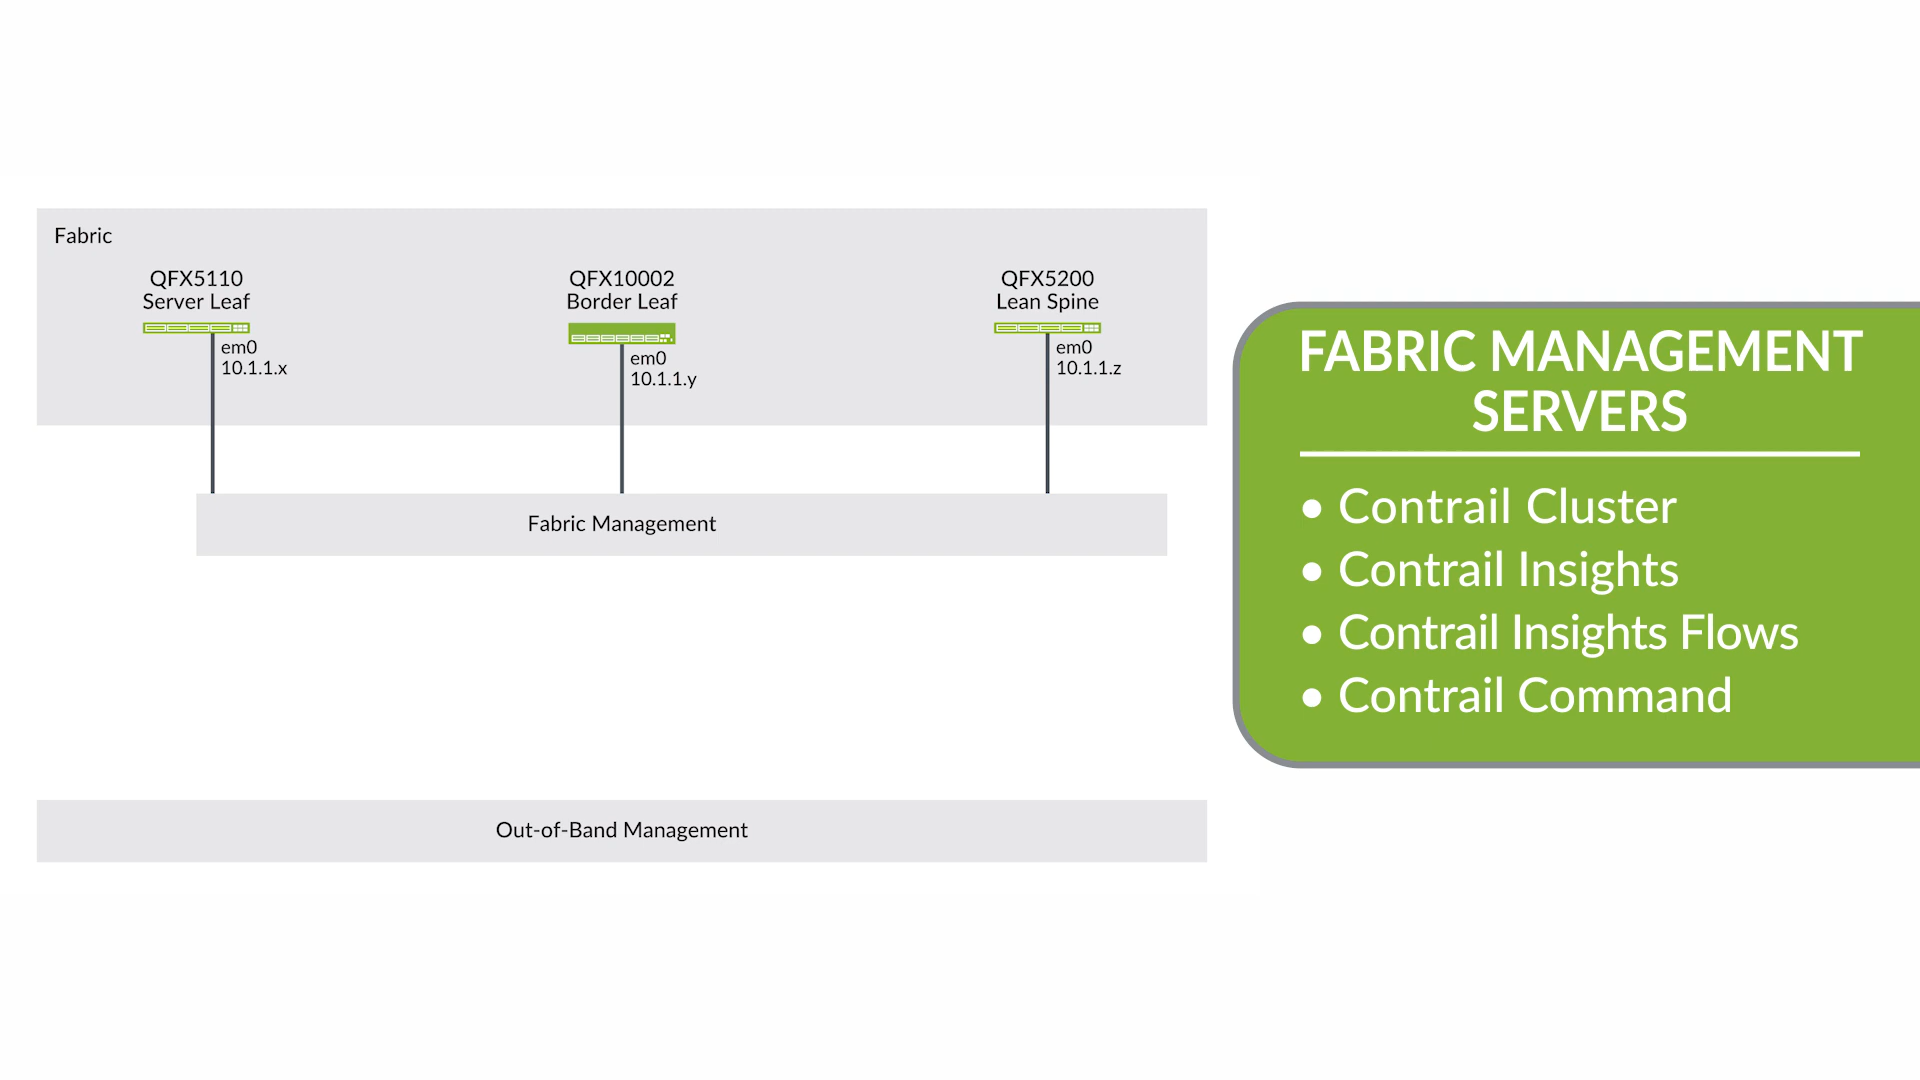 Fabric
QFX5110
Server Leaf
em0
10.1.1.x
QFX10002
Border Leaf
em0
10.1.1.y
QFX5200
Lean Spine
em0
10.1.1.z
Fabric Management
Out-of-Band Management
FABRIC MANAGEMENT
SERVERS
• Contrail Cluster
• Contrail Insights
• Contrail Insights Flows
• Contrail Command